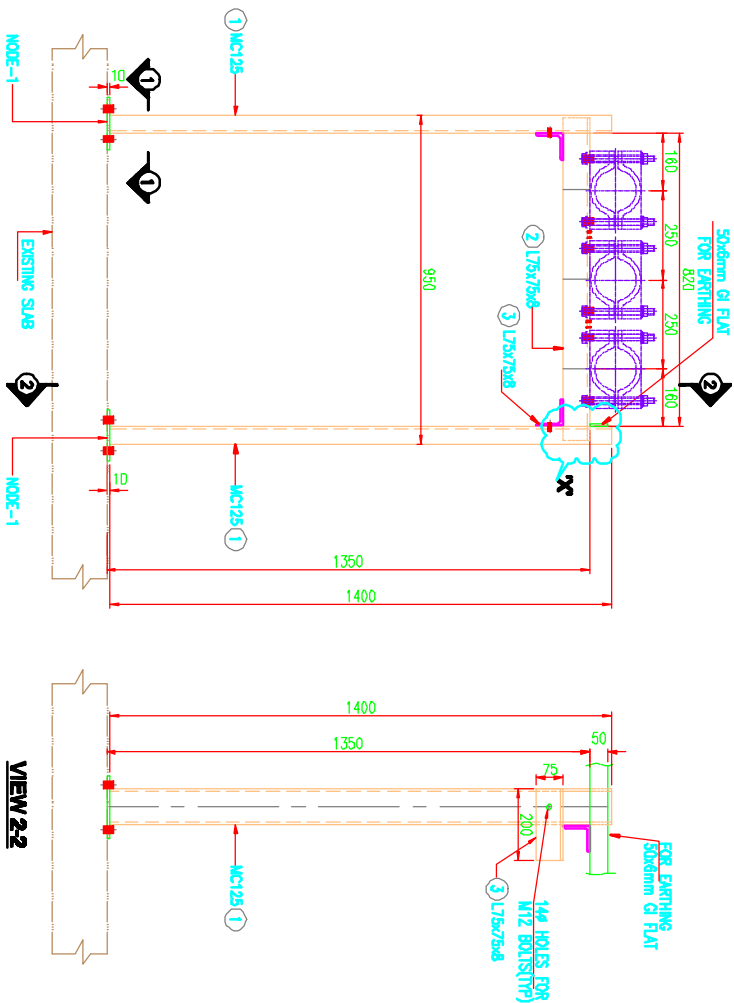 50x6mm GI FLAT
FOR EARTHING
820
160
250
250
160
2
L75x75x8
2
3
L75x75x8
'X'
1
MC125
950
MC125
1
1
1
10
10
NODE-1
NODE-1
EXISTING SLAB
2
1350
1400
1400
1350
50
75
200
FOR EARTHING
50x6mm GI FLAT
14ø HOLES FOR
M12 BOLTS(TYP)
3
L75x75x8
MC125
1
VIEW 2-2